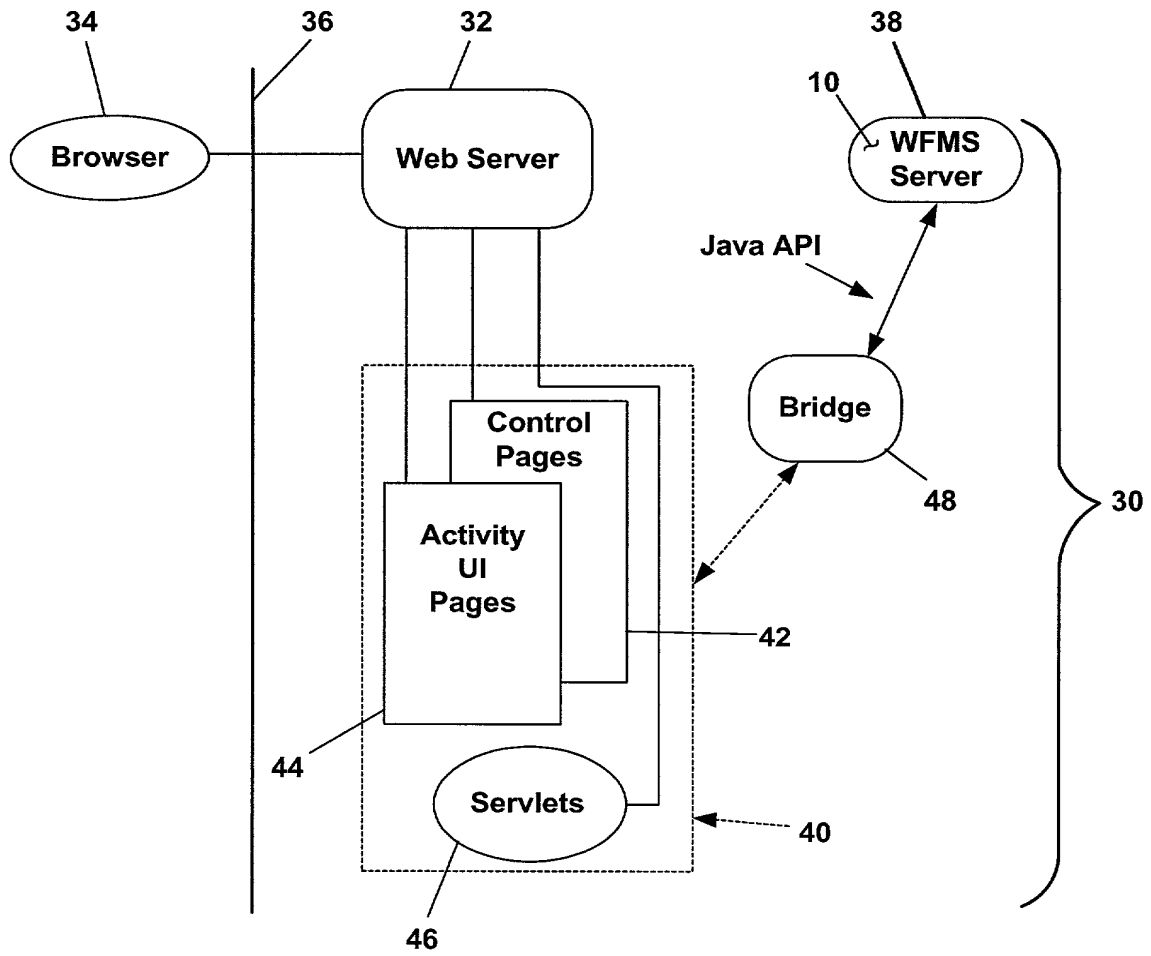 34
36
32
38
10
Browser
Web Server
WFMS
Server
Java API
Bridge
Control
Pages
48
30
Activity
UI
Pages
42
44
Servlets
40
46